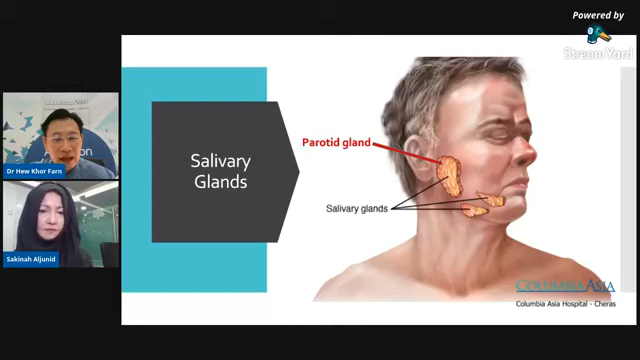 Powered by
StreamYard
Parotid gland
Salivary
Glands
Salivary glands
Dr Hew Khor Farn
Sakinah Aljunid
COLUMBIA ASIA
Columbia Asia Hospital - Cheras